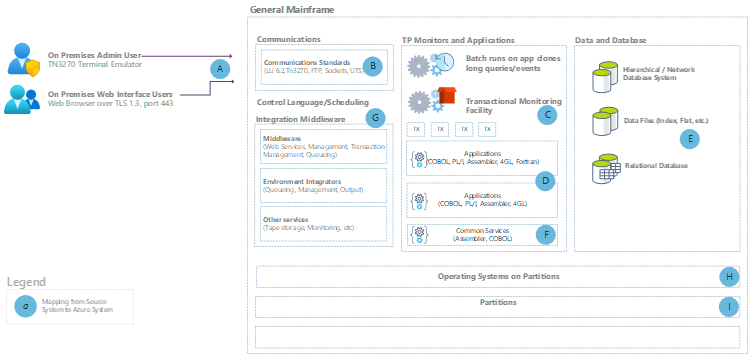 General Mainframe
Communications
Communications Standards
(LU 6.2,Tn3270, FTP, Sockets, UTS)
B
On Premises Admin User
TN3270 Terminal Emulator
A
On Premises Web Interface Users
Web Browser over TLS 1.3, port 443
Control Language/Scheduling
Integration Middleware
G
Middleware
(Web Services, Management, Transaction
Management, Queueing)
Environment Integrators
(Queueing, Management, Output)
Other services
(Tape storage, Monitoring, etc)
TP Monitors and Applications
Batch runs on app clones
long queries/events
Transactional Monitoring
Facility
C
TX
TX
TX
TX
Applications
(COBOL, PL/I, Assembler, 4GL, Fortran)
D
Applications
(COBOL, PL/I, Assembler, 4GL)
Common Services
(Assembler, COBOL)
F
Data and Database
Hierarchical / Network
Database System
Data Files (Index, Flat, etc.)
E
Relational Database
Operating Systems on Partitions
H
Partitions
I
Legend
a
Mapping from Source
System to Azure System